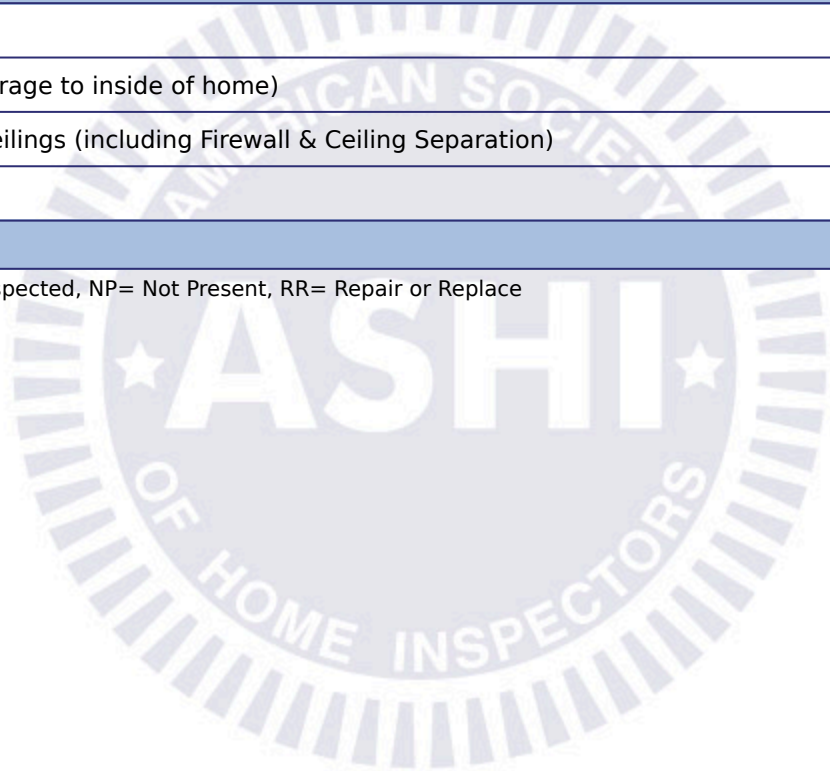 rage to inside of home)
eilings (including Firewall & Ceiling Separation)
spected, NP= Not Present, RR= Repair or Replace
AMERICAN SOCIETY
ASHI
OF HOME INSPECTORS